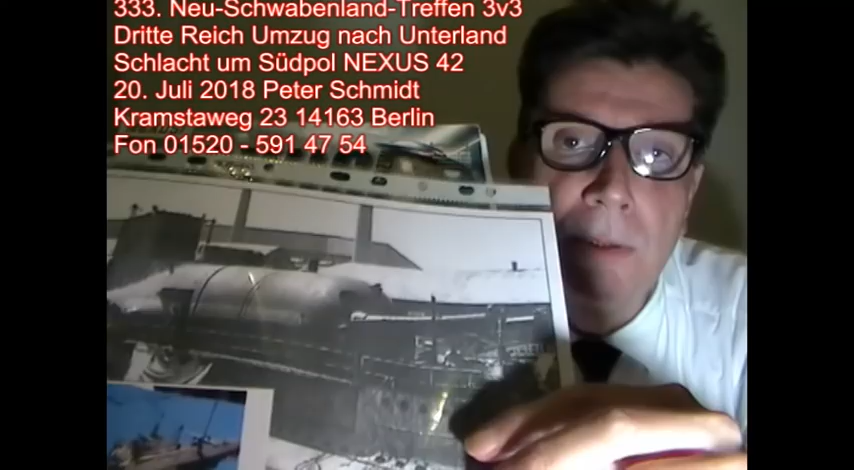 333. Neu-Schwabenland-Treffen 3v3
Dritte Reich Umzug nach Unterland
Schlacht um Südpol NEXUS 42
20. Juli 2018 Peter Schmidt
Kramstaweg 23 14163 Berlin
Fon 01520 - 591 47 54